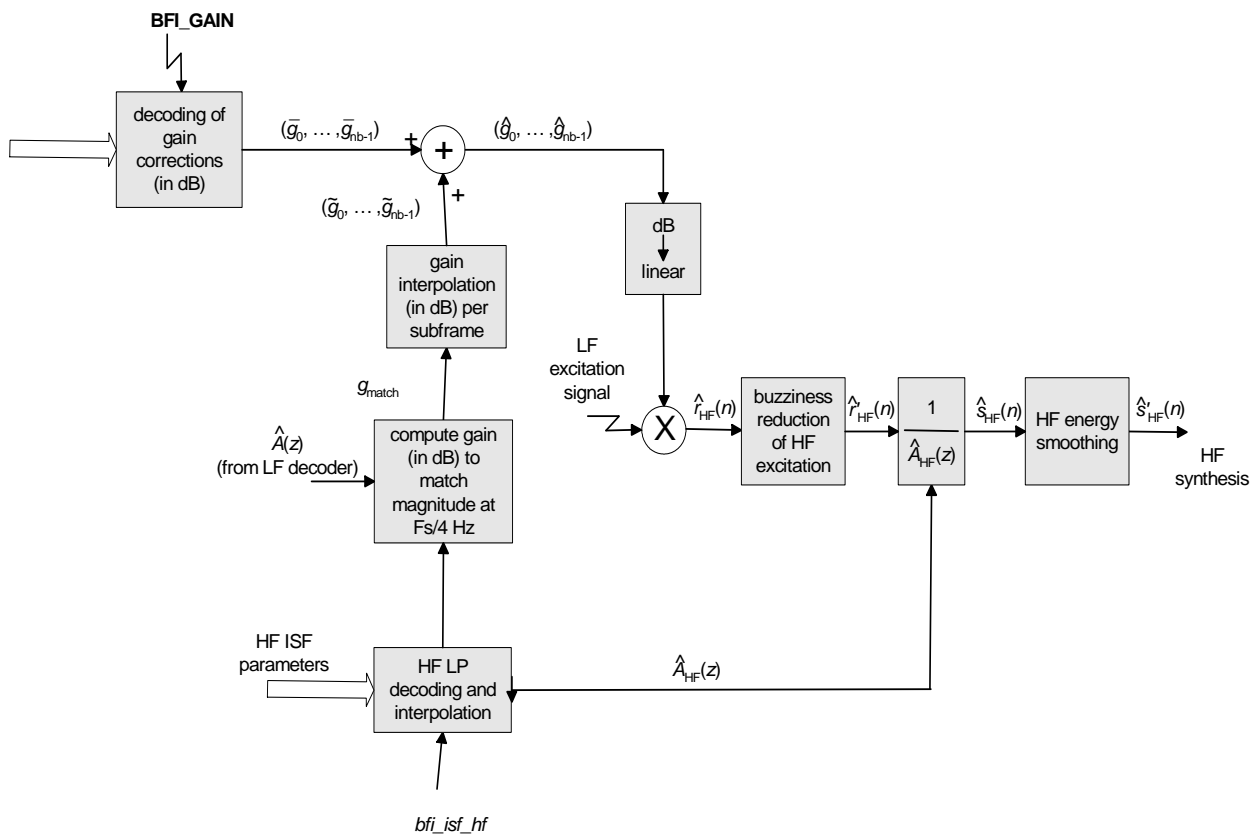 BFI_GAIN
decoding of
gain
corrections
(in dB)
(g̅0, … ,g̅nb-1)
+
+
(ĝ0, … ,ĝnb-1)
+
(g̃0, … ,g̃nb-1)
dB
linear
gain
interpolation
(in dB) per
subframe
gmatch
LF
excitation
signal
X
r̂HF(n)
buzziness
reduction
of HF
excitation
r̂'HF(n)
1
ÂHF(z)
ŝHF(n)
HF energy
smoothing
ŝ'HF(n)
HF
synthesis
Â(z)
(from LF decoder)
compute gain
(in dB) to
match
magnitude at
Fs/4 Hz
HF ISF
parameters
HF LP
decoding and
interpolation
ÂHF(z)
bfi_isf_hf